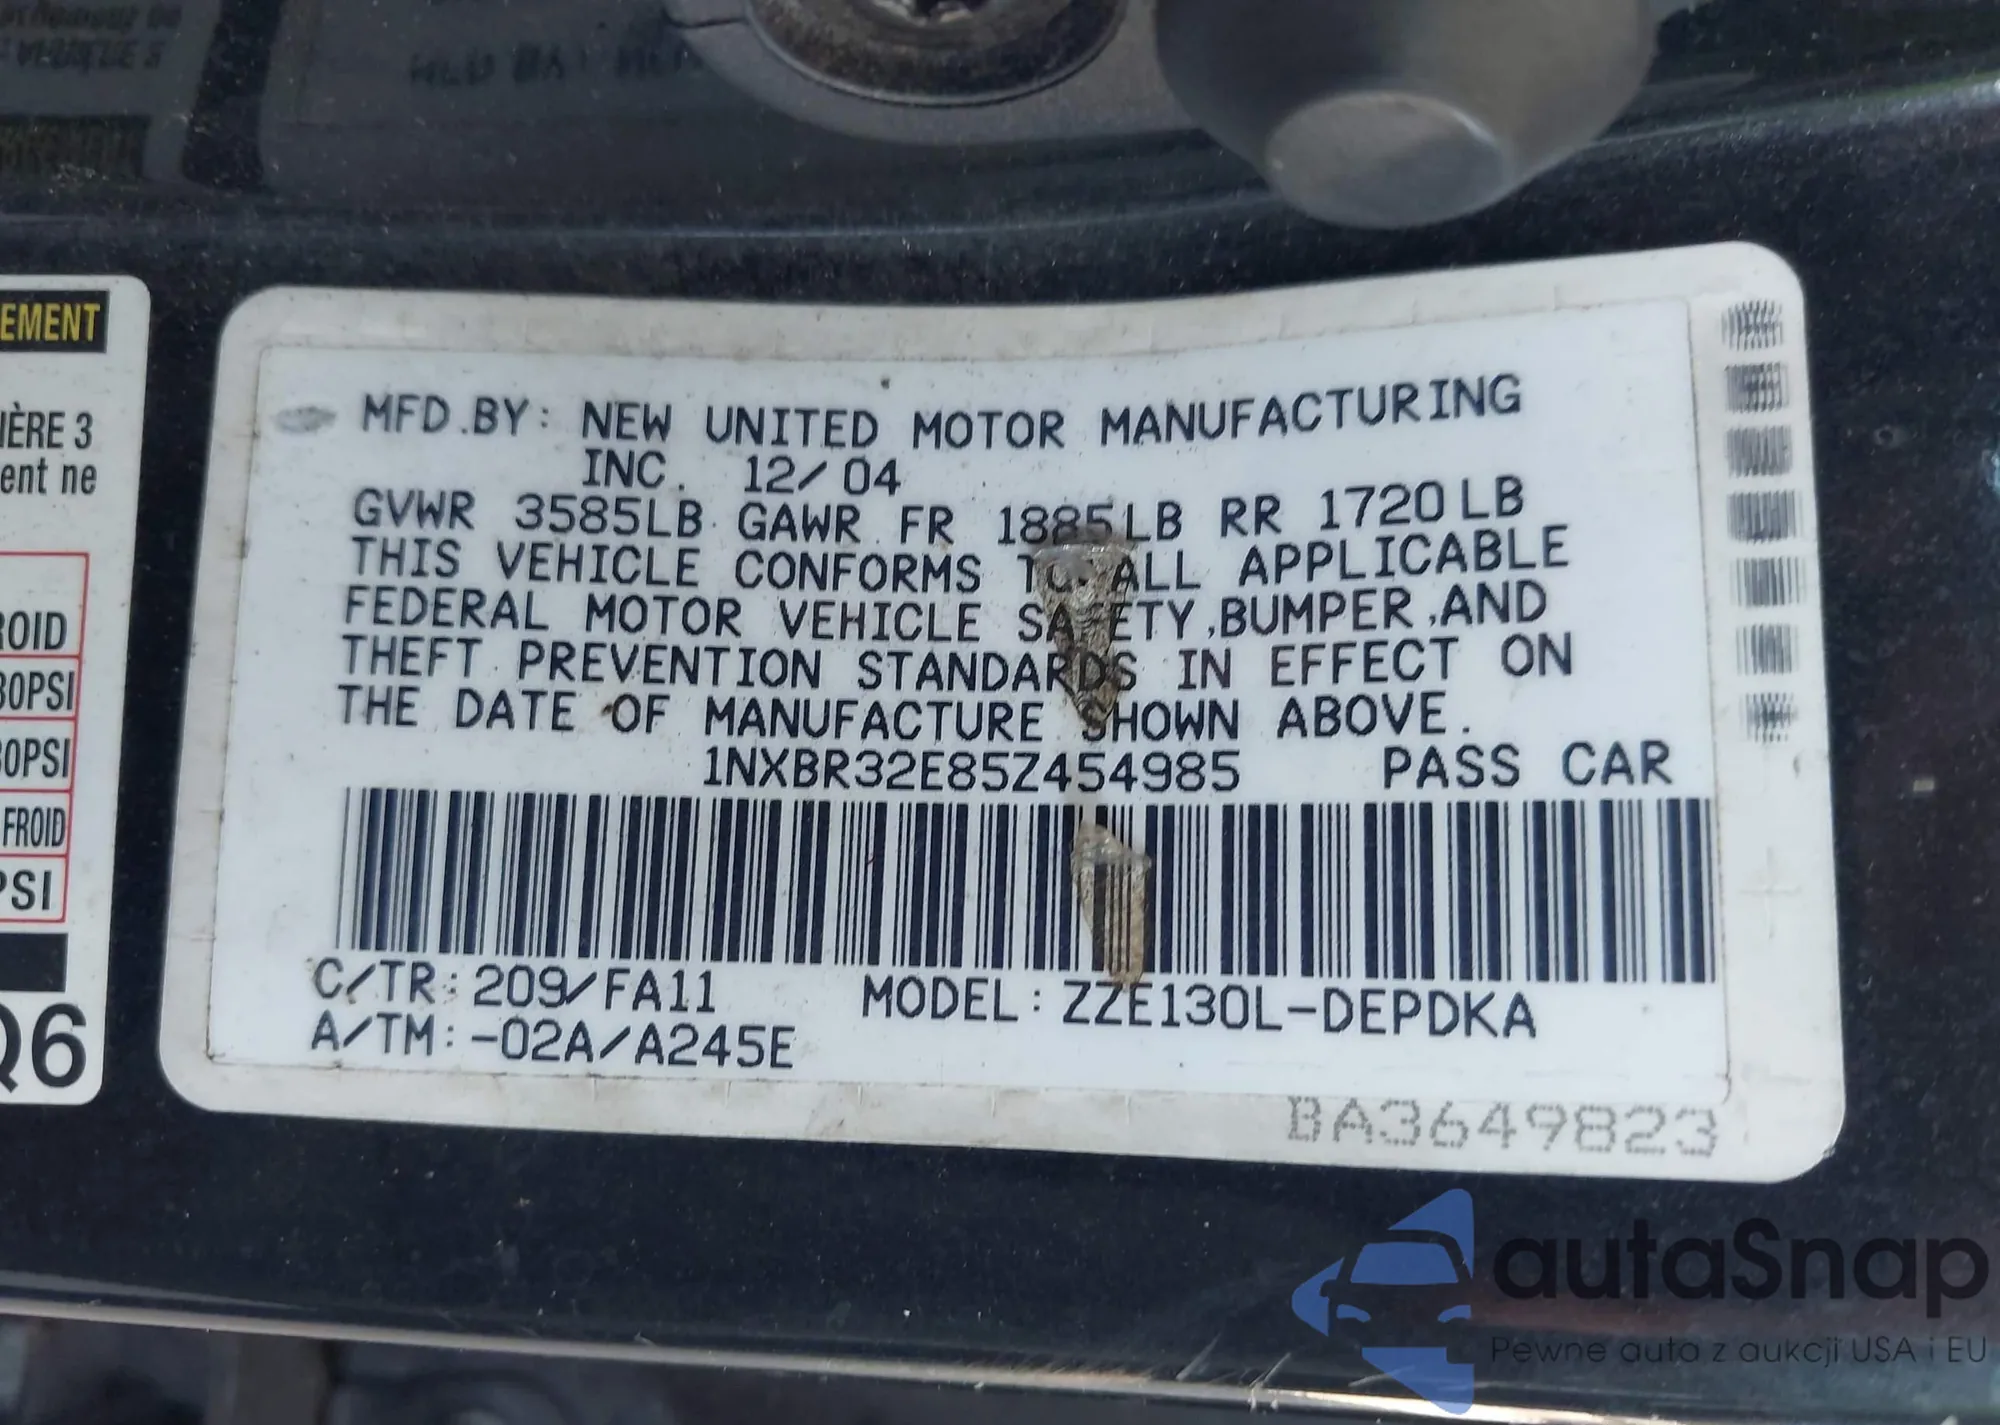 EMENT
IÈRE 3
ent ne
ROID
30PSI
30PSI
FROID
PSI
Q6
MFD.BY: NEW UNITED MOTOR MANUFACTURING
INC. 12/04
GVWR 3585LB GAWR FR 1885LB RR 1720LB
THIS VEHICLE CONFORMS TO ALL APPLICABLE
FEDERAL MOTOR VEHICLE SAFETY,BUMPER,AND
THEFT PREVENTION STANDARDS IN EFFECT ON
THE DATE OF MANUFACTURE SHOWN ABOVE.
1NXBR32E85Z454985 PASS CAR
C/TR: 209/FA11 MODEL: ZZE130L-DEPDKA
A/TM: -02A/A245E
BA3649823
autaSnap
Pewne auta z aukcji USA i EU